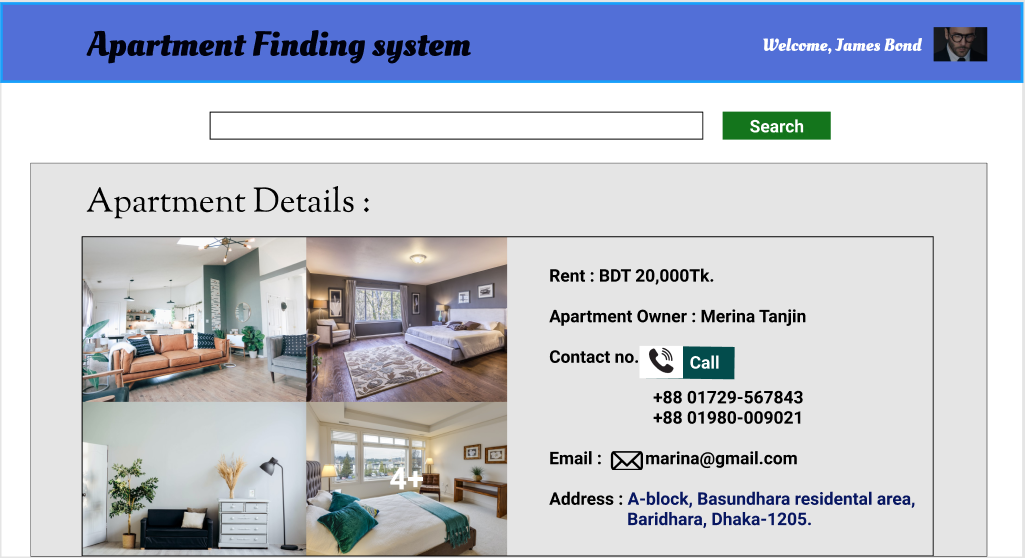 Apartment Finding system
Welcome, James Bond
Search
Apartment Details :
Rent : BDT 20,000Tk.
Apartment Owner : Merina Tanjin
Contact no. Call
+88 01729-567843
+88 01980-009021
Email : marina@gmail.com
Address : A-block, Basundhara residental area,
Baridhara, Dhaka-1205.
4+